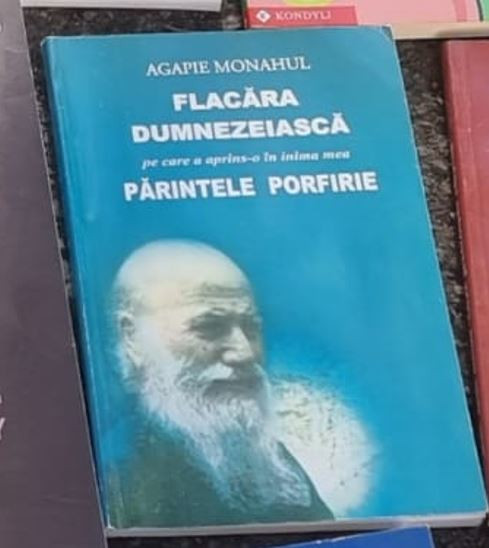 KONDYLI
AGAPIE MONAHUL
FLACĂRA
DUMNEZEIASCĂ
pe care a aprins-o în inima mea
PĂRINTELE PORFIRIE